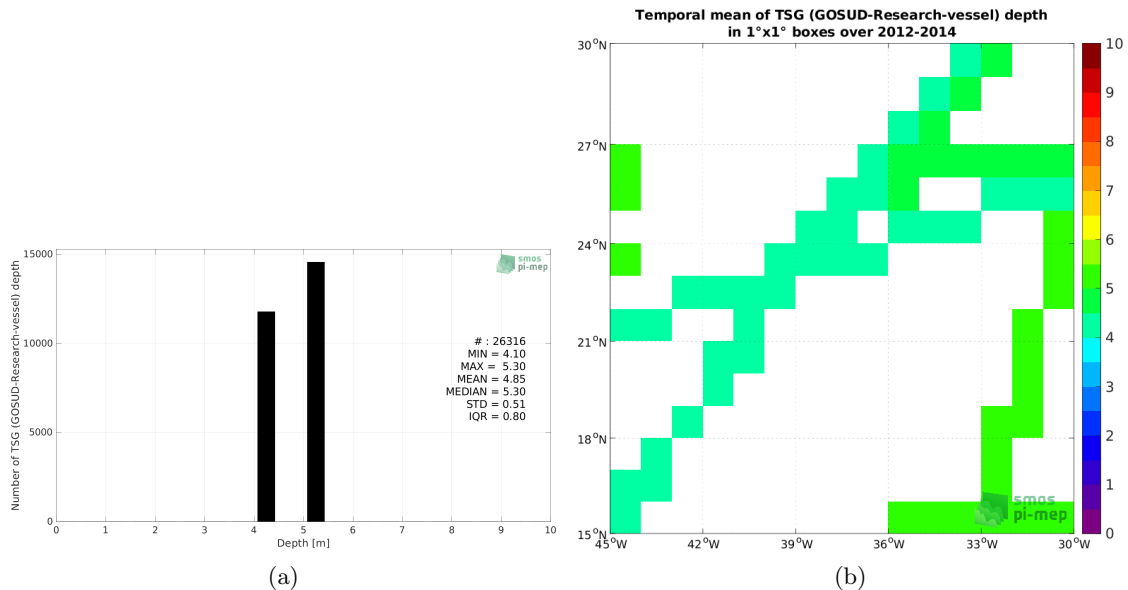 15000
10000
5000
0
Number of TSG (GOSUD-Research-vessel) depth
smos
pi-mep
# : 26316
MIN = 4.10
MAX = 5.30
MEAN = 4.85
MEDIAN = 5.30
STD = 0.51
IQR = 0.80
0 1 2 3 4 5 6 7 8 9 10
Depth [m]
(a)
Temporal mean of TSG (GOSUD-Research-vessel) depth
in 1°x1° boxes over 2012-2014
30°N
27°N
24°N
21°N
18°N
15°N
45°W 42°W 39°W 36°W 33°W 30°W
smos
pi-mep
10
9
8
7
6
5
4
3
2
1
0
(b)